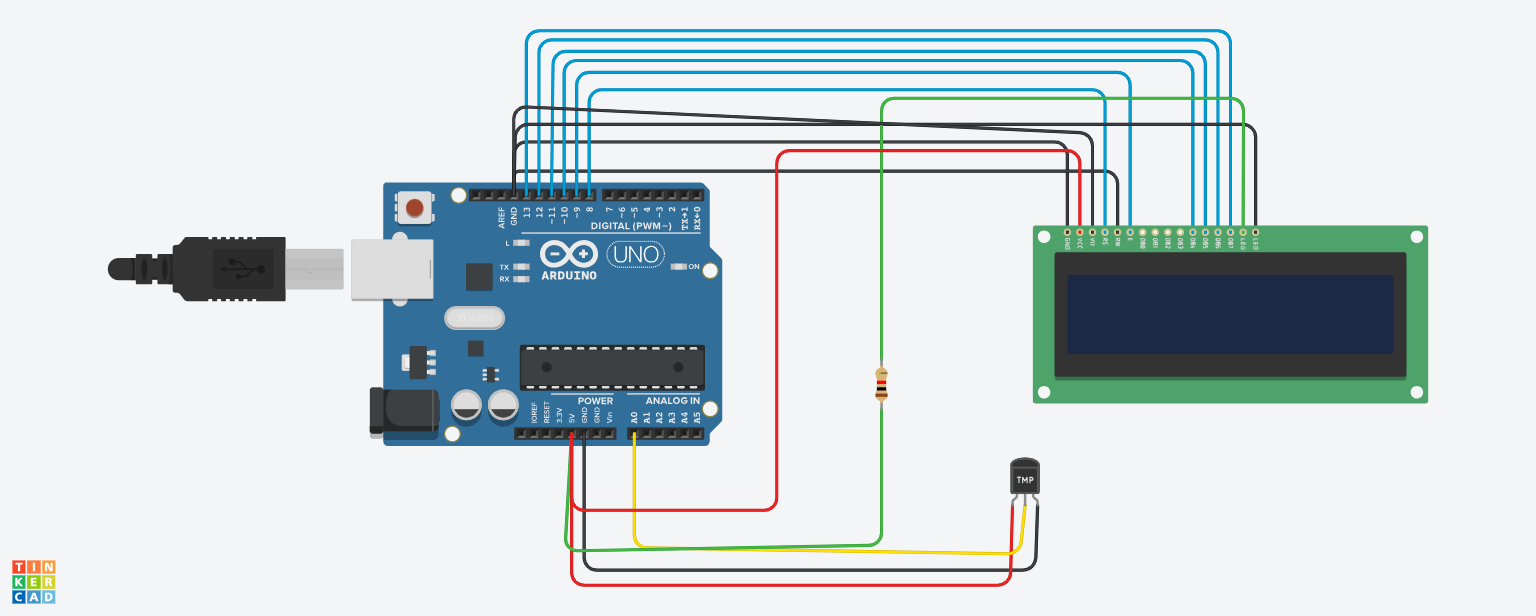 AREF
GND
13
12
~11
~10
~9
8
7
~6
~5
4
~3
2
TX→1
RX←0
DIGITAL (PWM~)
L
TX
RX
ARDUINO
UNO
ON
IOREF
RESET
3.3V
5V
GND
GND
Vin
POWER
ANALOG IN
A0
A1
A2
A3
A4
A5
GND
VCC
V0
RS
RW
E
DB0
DB1
DB2
DB3
DB4
DB5
DB6
DB7
LED
LED
TMP
TIN
KER
CAD